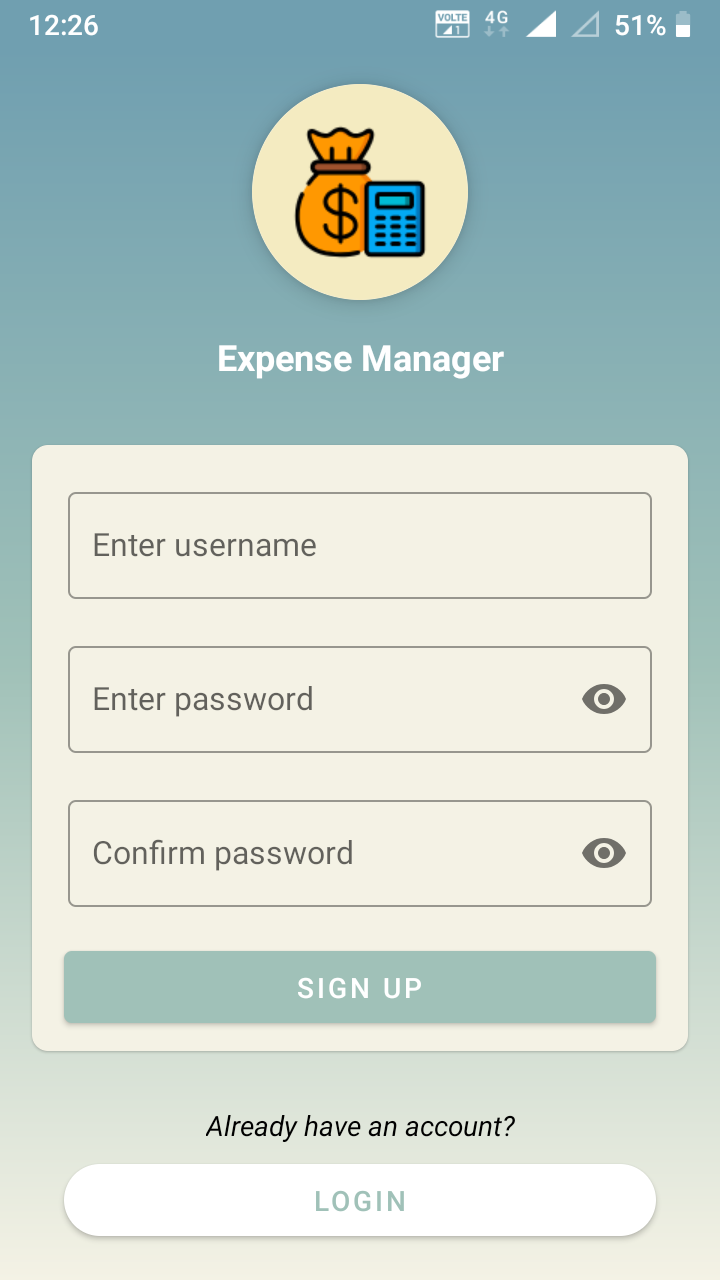 12:26 VOLTE 1 4G 51%
$
Expense Manager
Enter username
Enter password
Confirm password
SIGN UP
Already have an account?
LOGIN